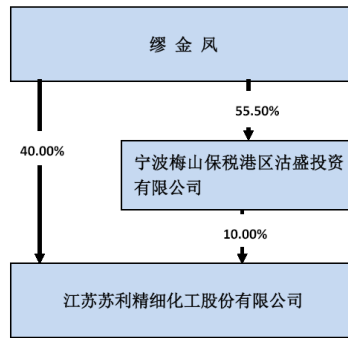 缪 金 凤
55.50%
40.00%
宁波梅山保税港区沽盛投资
有限公司
10.00%
江苏苏利精细化工股份有限公司